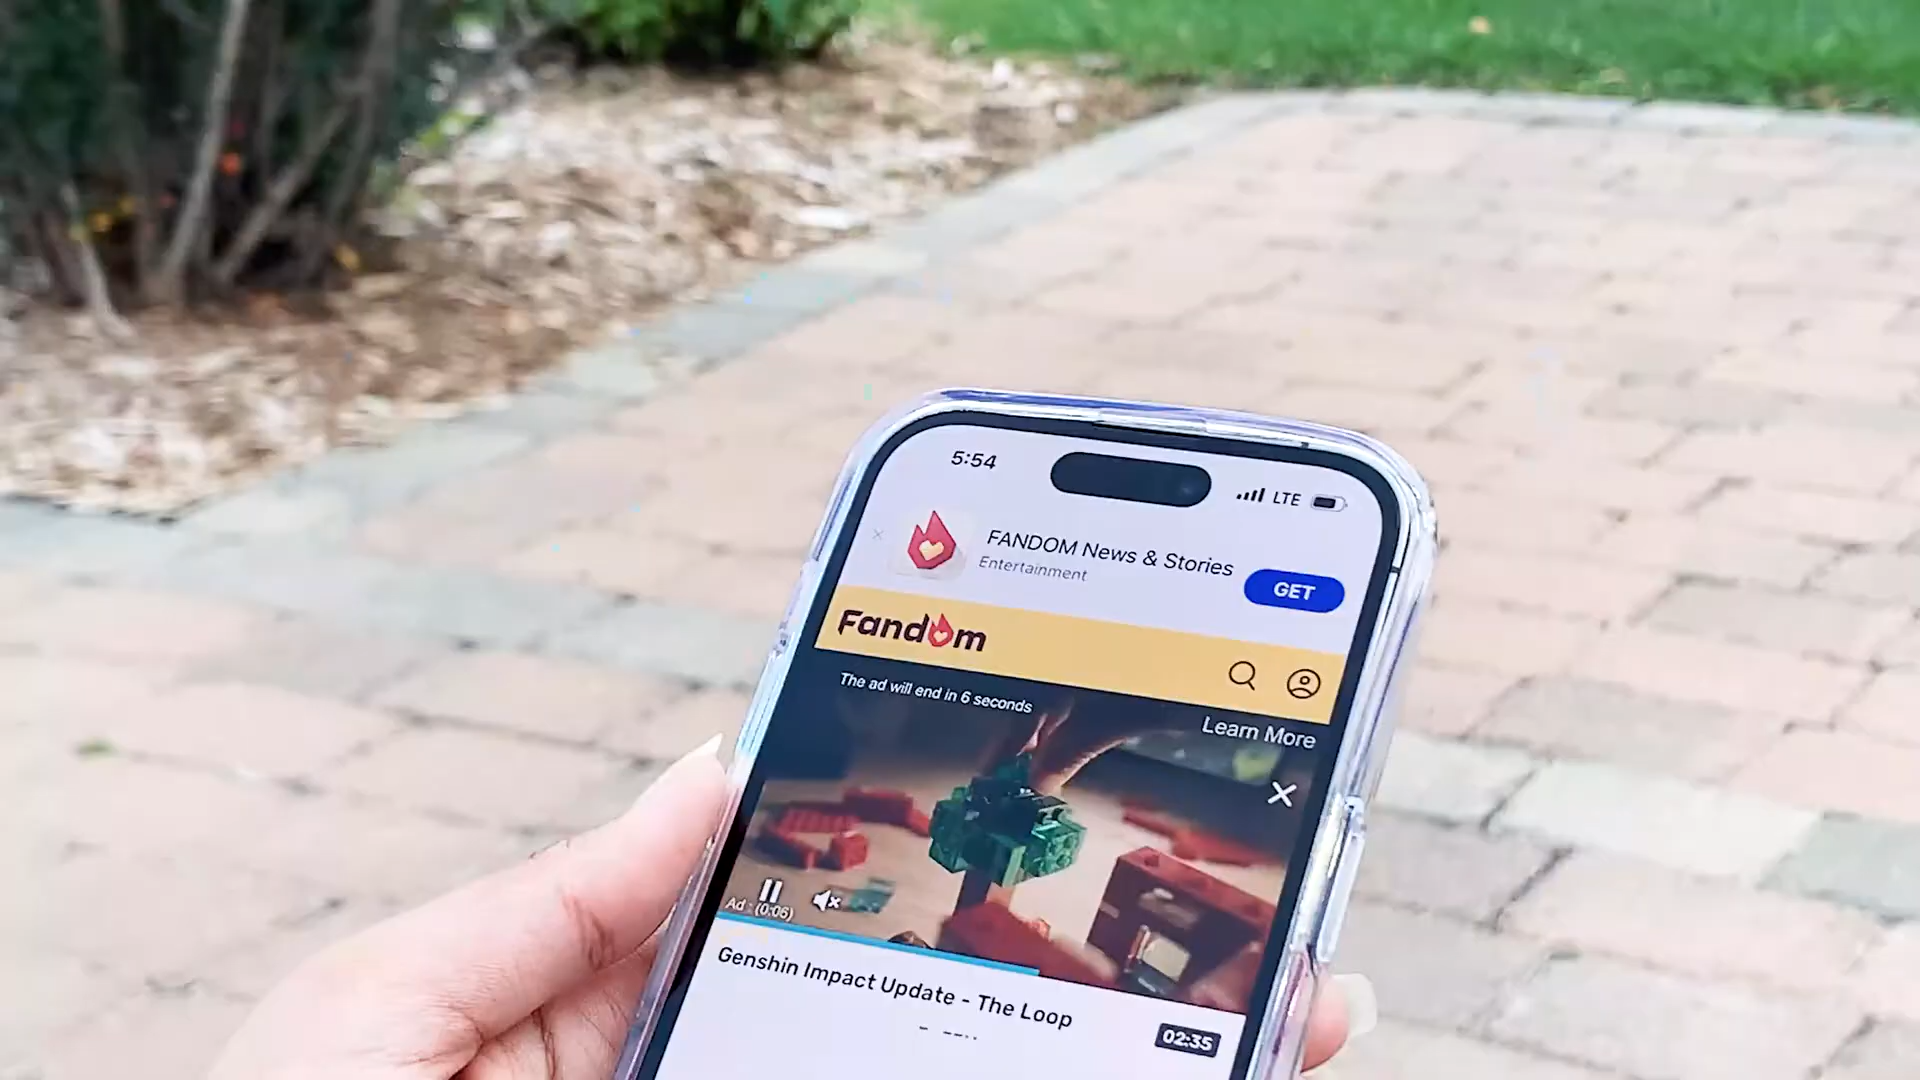 5:54
LTE
FANDOM News & Stories
Entertainment
GET
Fandom
The ad will end in 6 seconds
Learn More
Ad : (0:06)
Genshin Impact Update - The Loop
02:35